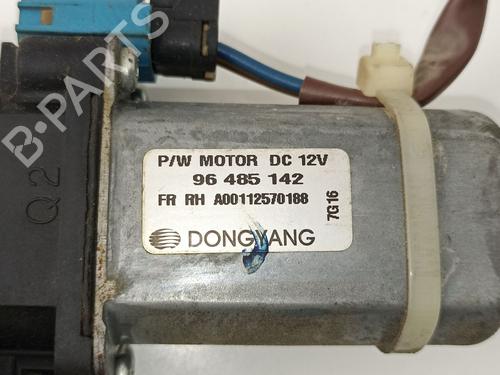 B-PARTS
Q2
P/W MOTOR DC 12V
96 485 142
FR RH A00112570188
7G16
DONGYANG